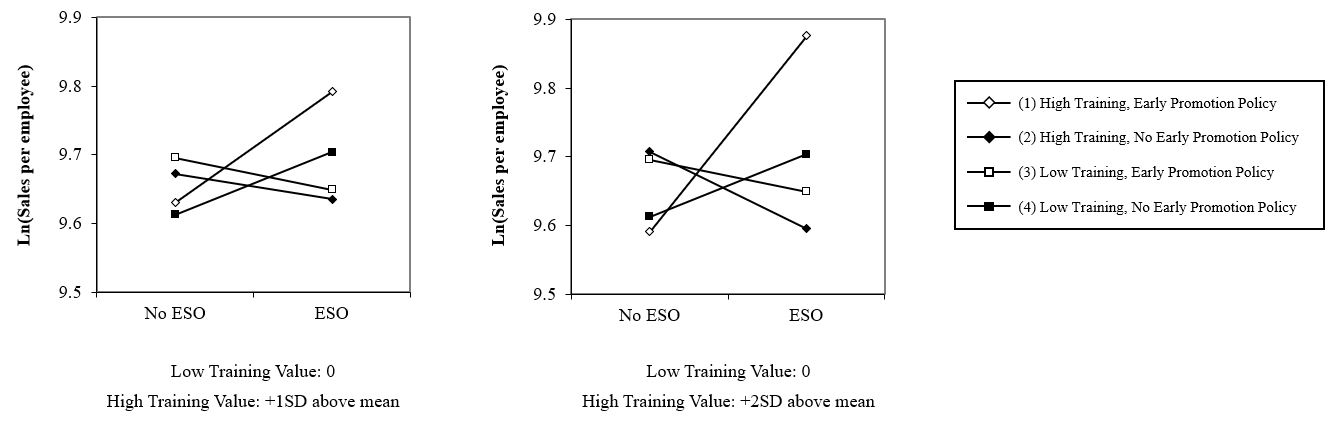 Ln(Sales per employee)
9.9
9.8
9.7
9.6
9.5
No ESO
ESO
Low Training Value: 0
High Training Value: +1SD above mean
Ln(Sales per employee)
9.9
9.8
9.7
9.6
9.5
No ESO
ESO
Low Training Value: 0
High Training Value: +2SD above mean
(1) High Training, Early Promotion Policy
(2) High Training, No Early Promotion Policy
(3) Low Training, Early Promotion Policy
(4) Low Training, No Early Promotion Policy